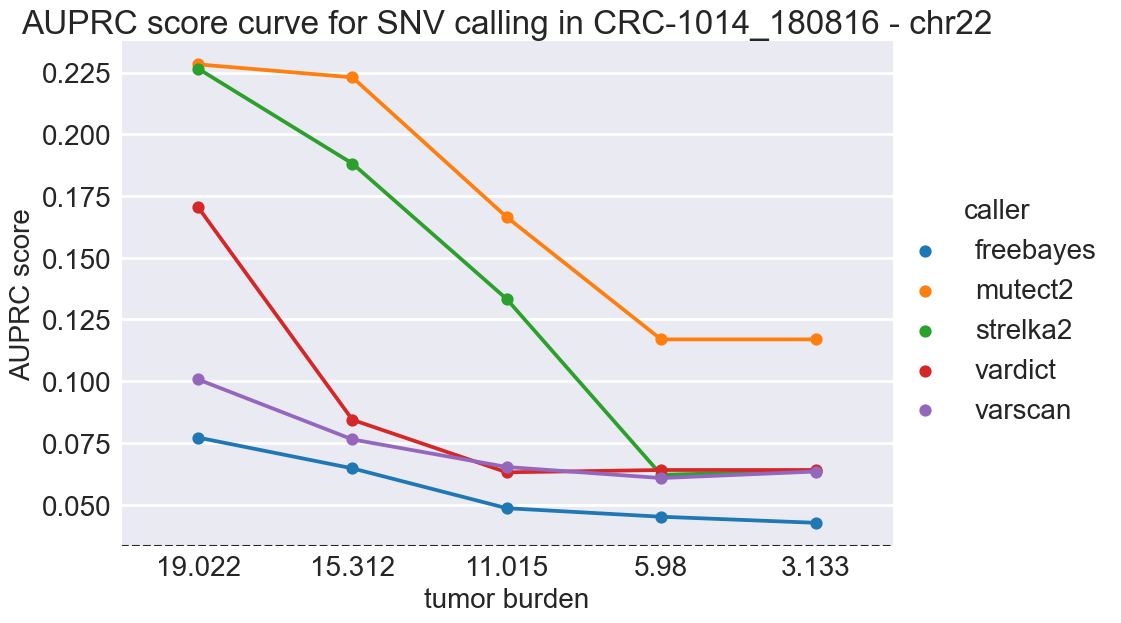 AUPRC score curve for SNV calling in CRC-1014_180816 - chr22
AUPRC score
0.225
0.200
0.175
0.150
0.125
0.100
0.075
0.050
19.022 15.312 11.015 5.98 3.133
tumor burden
caller
freebayes
mutect2
strelka2
vardict
varscan